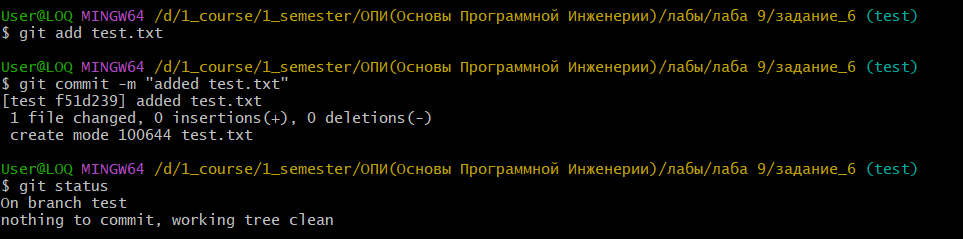 User@LOQ MINGW64 /d/1_course/1_semester/ОПИ(Основы Программной Инженерии)/лабы/лаба 9/задание_6 (test)
$ git add test.txt
User@LOQ MINGW64 /d/1_course/1_semester/ОПИ(Основы Программной Инженерии)/лабы/лаба 9/задание_6 (test)
$ git commit -m "added test.txt"
[test f51d239] added test.txt
 1 file changed, 0 insertions(+), 0 deletions(-)
 create mode 100644 test.txt
User@LOQ MINGW64 /d/1_course/1_semester/ОПИ(Основы Программной Инженерии)/лабы/лаба 9/задание_6 (test)
$ git status
On branch test
nothing to commit, working tree clean